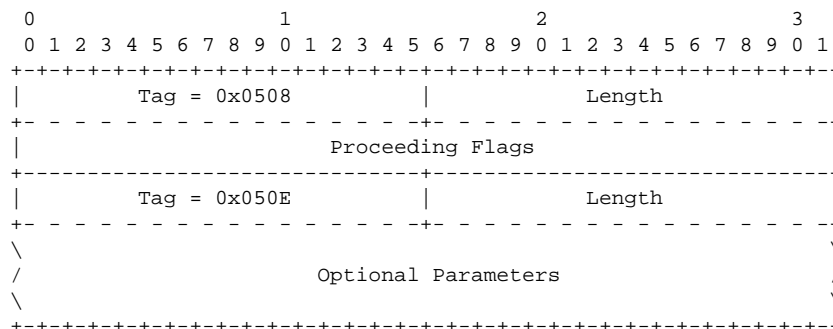 0                   1                   2                   3
0 1 2 3 4 5 6 7 8 9 0 1 2 3 4 5 6 7 8 9 0 1 2 3 4 5 6 7 8 9 0 1
+-+-+-+-+-+-+-+-+-+-+-+-+-+-+-+-+-+-+-+-+-+-+-+-+-+-+-+-+-+-+-+-
| Tag = 0x0508 | Length
+- - - - - - - - - - - - - - - -+- - - - - - - - - - - - - - - -
| Proceeding Flags
+-------------------------------+-------------------------------
| Tag = 0x050E | Length
+- - - - - - - - - - - - - - - -+- - - - - - - - - - - - - - - -
\ \
/ Optional Parameters
\ \
+-+-+-+-+-+-+-+-+-+-+-+-+-+-+-+-+-+-+-+-+-+-+-+-+-+-+-+-+-+-+-+-